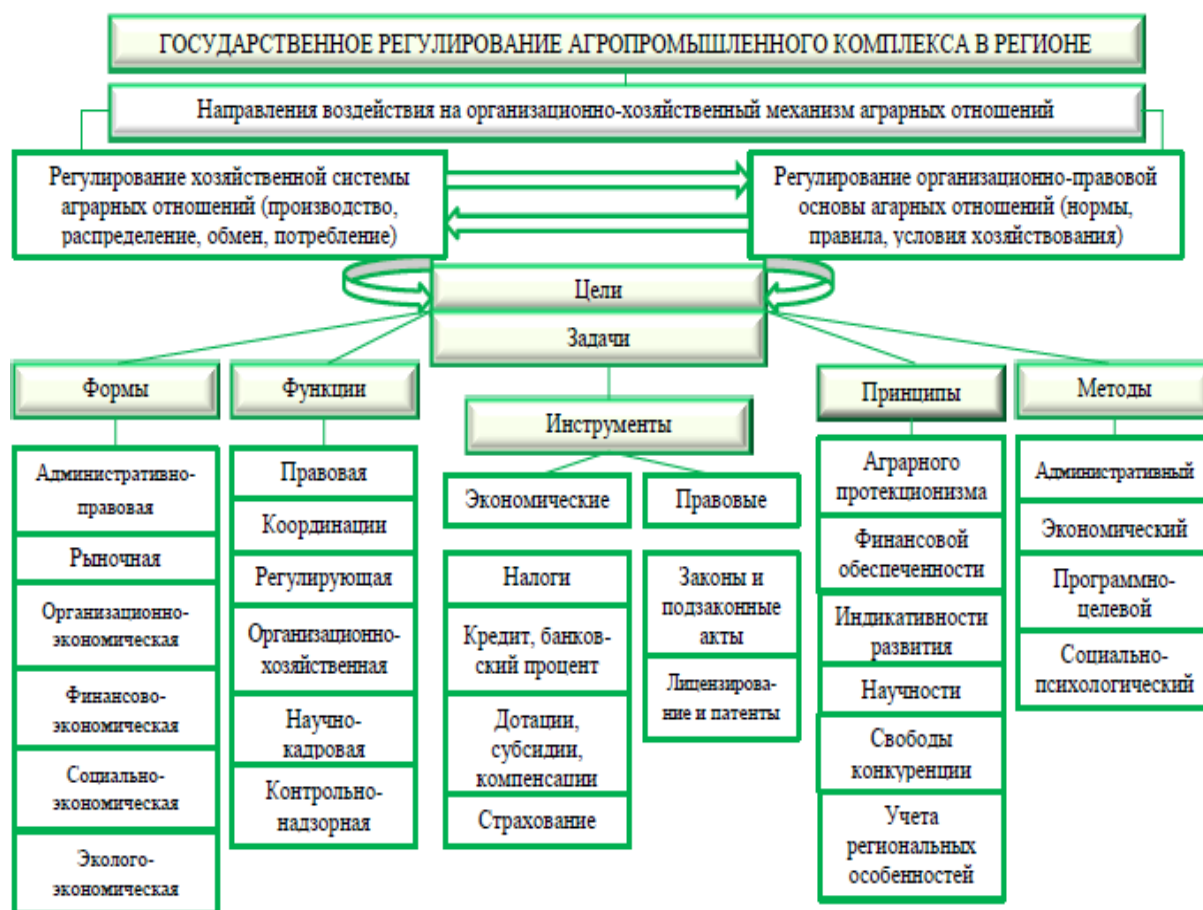 ГОСУДАРСТВЕННОЕ РЕГУЛИРОВАНИЕ АГРОПРОМЫШЛЕННОГО КОМПЛЕКСА В РЕГИОНЕ
Направления воздействия на организационно-хозяйственный механизм аграрных отношений
Регулирование хозяйственной системы
аграрных отношений (производство,
распределение, обмен, потребление)
Регулирование организационно-правовой
основы агарных отношений (нормы,
правила, условия хозяйствования)
Цели
Задачи
Формы
Административно-
правовая
Рыночная
Организационно-
экономическая
Финансово-
экономическая
Социально-
экономическая
Эколого-
экономическая
Функции
Правовая
Координации
Регулирующая
Организационно-
хозяйственная
Научно-
кадровая
Контрольно-
надзорная
Инструменты
Экономические
Налоги
Кредит, банков-
ский процент
Дотации,
субсидии,
компенсации
Страхование
Правовые
Законы и
подзаконные
акты
Лицензирова-
ние и патенты
Принципы
Аграрного
протекционизма
Финансовой
обеспеченности
Индикативности
развития
Научности
Свободы
конкуренции
Учета
региональных
особенностей
Методы
Административный
Экономический
Программно-
целевой
Социально-
психологический